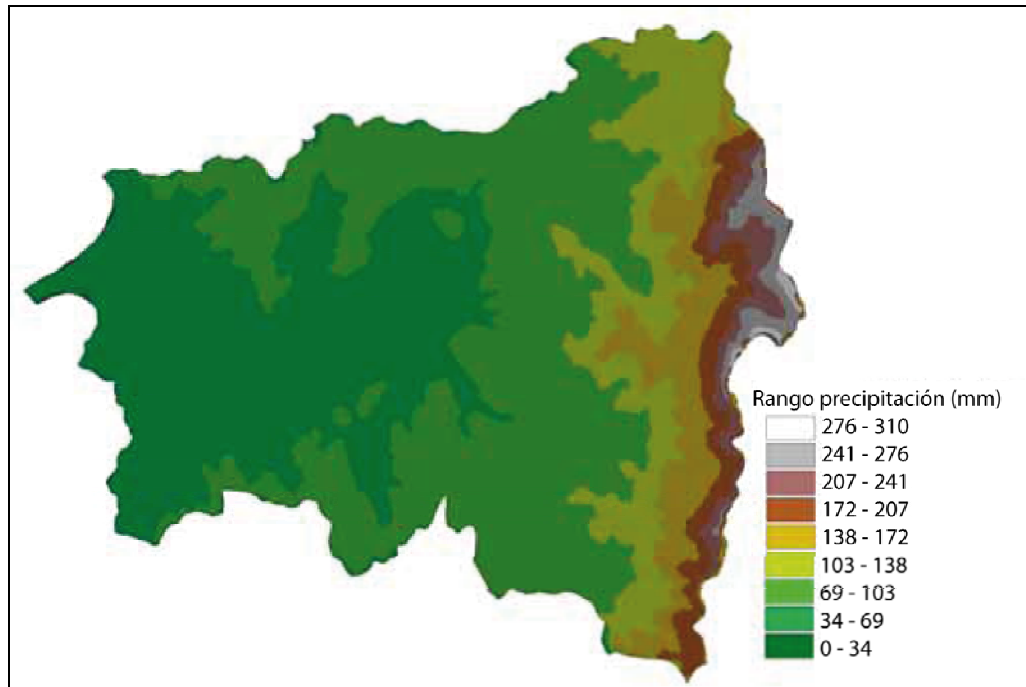 Rango precipitación (mm)
276 - 310
241 - 276
207 - 241
172 - 207
138 - 172
103 - 138
69 - 103
34 - 69
0 - 34